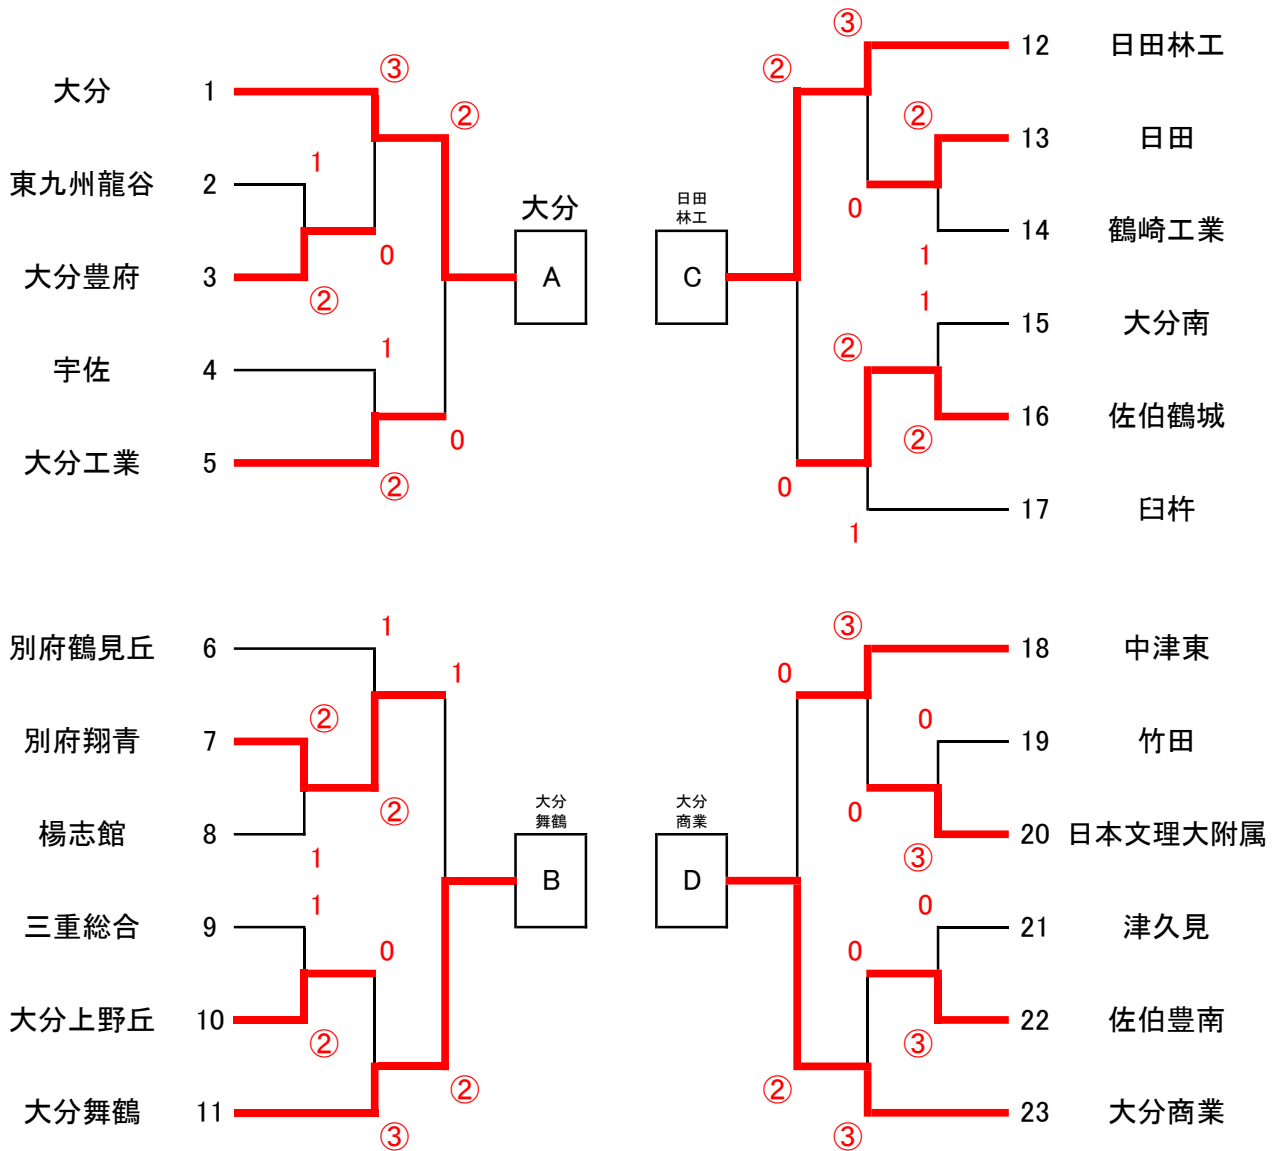 ③
大分 1
③
②
東九州龍谷 2
1
大分豊府 3
②
0
宇佐 4
1
大分工業 5
②
0
大分
A
12 日田林工
②
②
13 日田
0
14 鶴崎工業
1
1
15 大分南
②
16 佐伯鶴城
②
0
17 臼杵
1
日田
林工
C
別府鶴見丘 6
1
1
別府翔青 7
②
②
楊志館 8
1
1
三重総合 9
0
大分上野丘 10
②
②
大分舞鶴 11
③
大分
舞鶴
B
③
18 中津東
0
0
19 竹田
0
20 日本文理大附属
③
0
21 津久見
0
22 佐伯豊南
③
②
23 大分商業
③
大分
商業
D